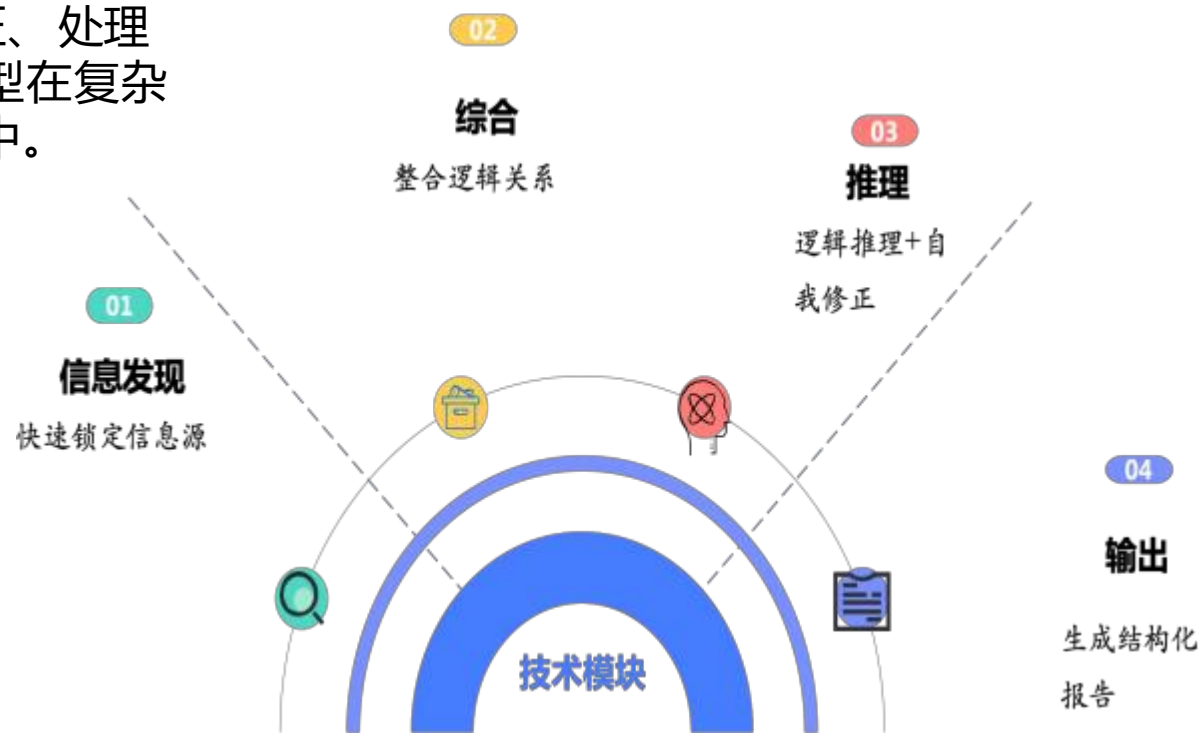 、 处理
型在复杂
中。
02
综合
整合逻辑关系
03
推理
逻辑推理+自
我修正
01
信息发现
快速锁定信息源
04
输出
生成结构化
报告
技术模块